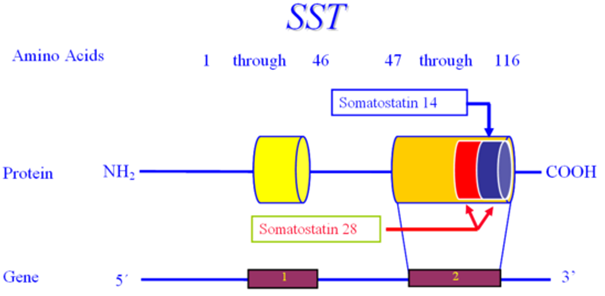 SST
Amino Acids 1 through 46 47 through 116
Somatostatin 14
Protein NH₂ COOH
Somatostatin 28
Gene 5´ 1 2 3´